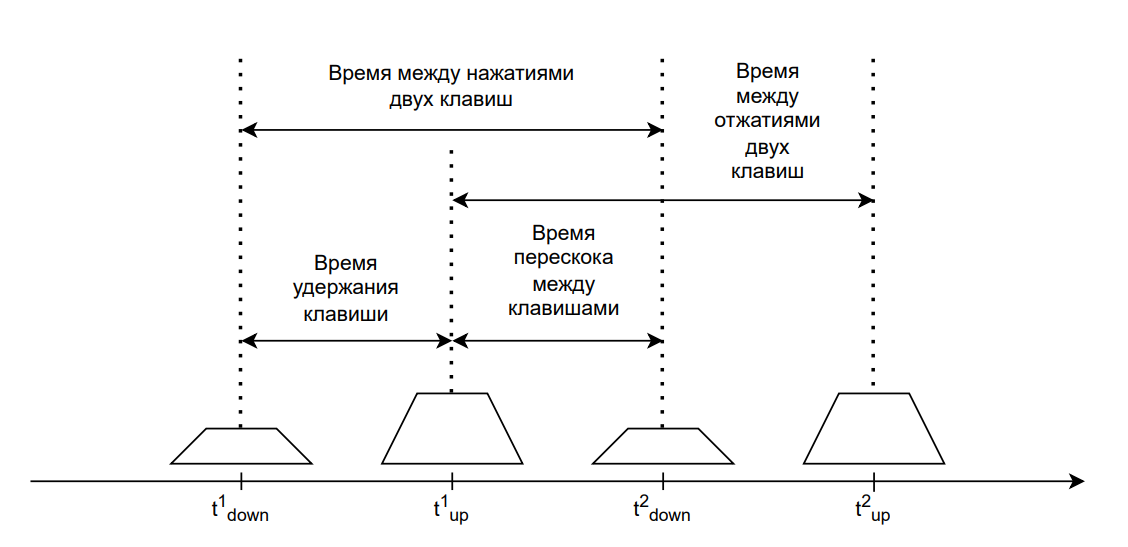 Время между нажатиями
двух клавиш
Время
между
отжатиями
двух
клавиш
Время
удержания
клавиши
Время
перескока
между
клавишами
t¹down
t¹up
t²down
t²up